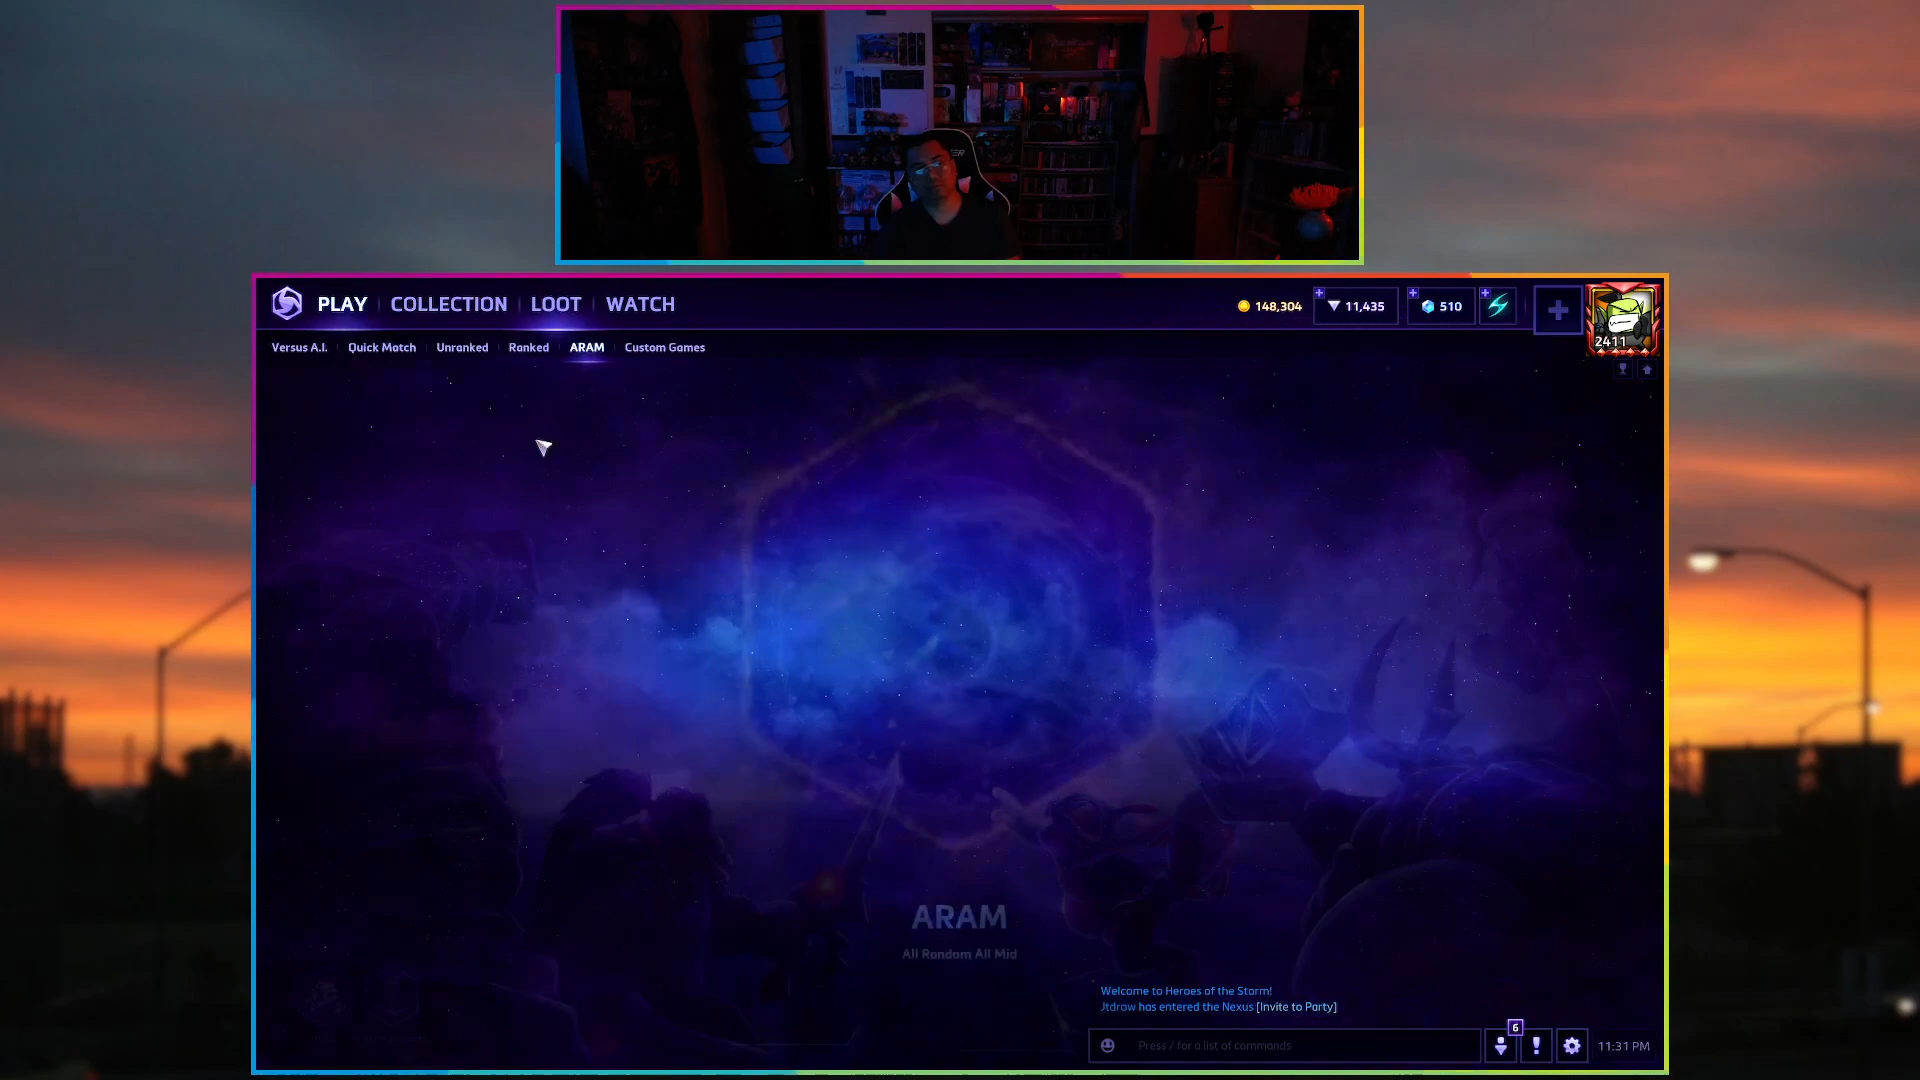 PLAY COLLECTION LOOT WATCH
148,304 11,435 510
2411
Versus A.I. Quick Match Unranked Ranked ARAM Custom Games
ARAM
All Random All Mid
Welcome to Heroes of the Storm!
Jtdrow has entered the Nexus [Invite to Party]
6
Press / for a list of commands
11:31 PM